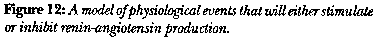 Figure 12: A model of physiological events that will either stimulate
or inhibit renin-angiotensin production.